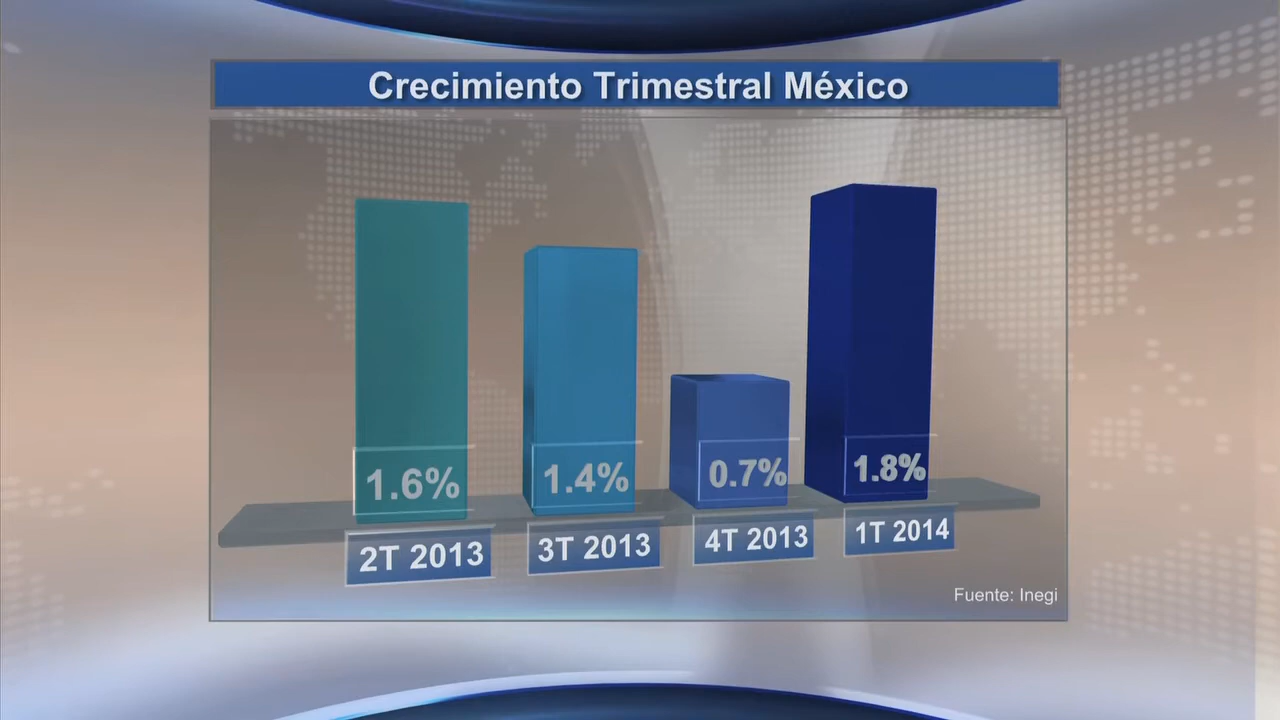 Crecimiento Trimestral México
1.6%
1.4%
0.7%
1.8%
2T 2013
3T 2013
4T 2013
1T 2014
Fuente: Inegi